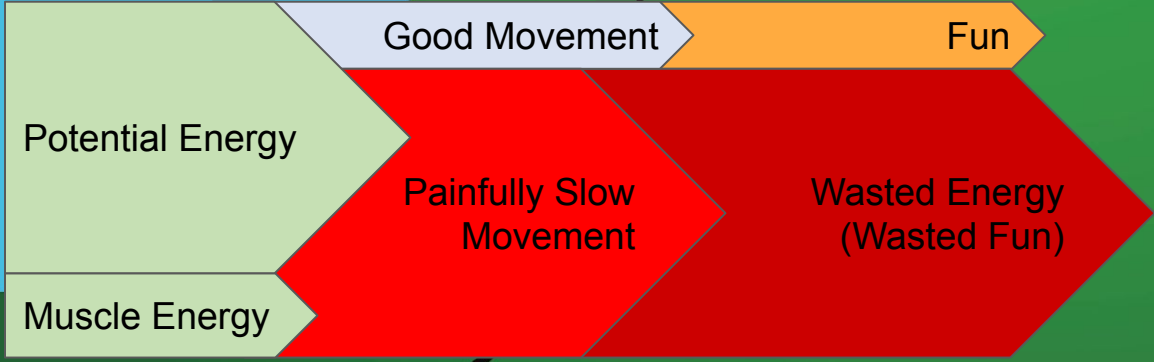 Good Movement
Fun
Potential Energy
Painfully Slow
Movement
Wasted Energy
(Wasted Fun)
Muscle Energy